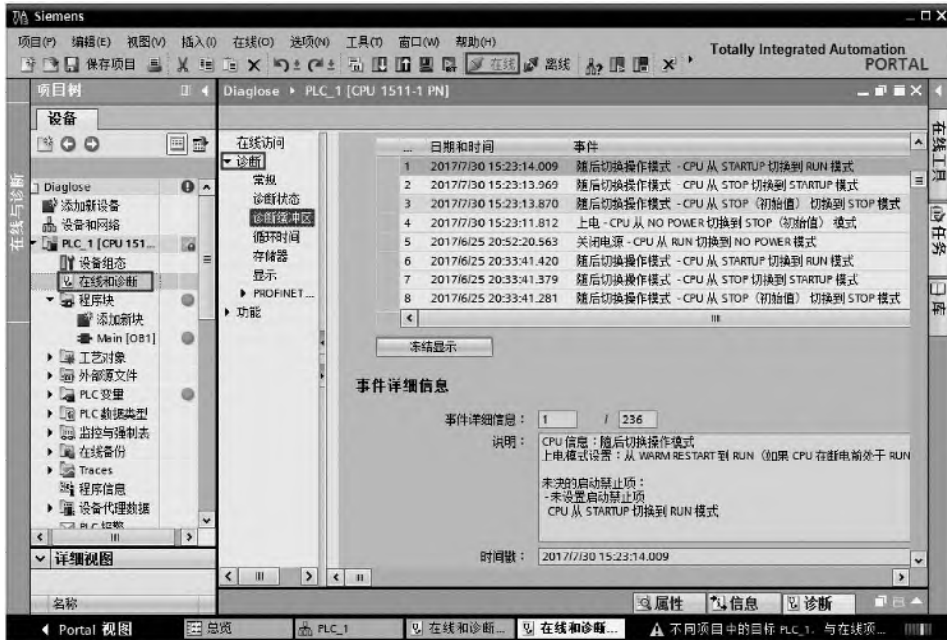 Siemens
项目(P) 编辑(E) 视图(V) 插入(I) 在线(O) 选项(N) 工具(T) 窗口(W) 帮助(H)
Totally Integrated Automation
PORTAL
保存项目 在线 离线
项目树
Diaglose PLC_1 [CPU 1511-1 PN]
设备
在线与诊断
Diaglose
添加新设备
设备和网络
PLC_1 [CPU 151...
设备组态
在线和诊断
程序块
添加新块
Main [OB1]
工艺对象
外部源文件
PLC 变量
PLC 数据类型
监控与强制表
在线备份
Traces
程序信息
设备代理数据
PLC 报警
详细视图
名称
在线访问
诊断
常规
诊断状态
诊断缓冲区
循环时间
存储器
显示
PROFINET ...
功能
... 日期和时间 事件
1 2017/7/30 15:23:14.009 随后切换操作模式 - CPU 从 STARTUP 切换到 RUN 模式
2 2017/7/30 15:23:13.969 随后切换操作模式 - CPU 从 STOP 切换到 STARTUP 模式
3 2017/7/30 15:23:13.870 随后切换操作模式 - CPU 从 STOP（初始值） 切换到 STOP 模式
4 2017/7/30 15:23:11.812 上电 - CPU 从 NO POWER 切换到 STOP（初始值） 模式
5 2017/6/25 20:52:20.563 关闭电源 - CPU 从 RUN 切换到 NO POWER 模式
6 2017/6/25 20:33:41.420 随后切换操作模式 - CPU 从 STARTUP 切换到 RUN 模式
7 2017/6/25 20:33:41.379 随后切换操作模式 - CPU 从 STOP 切换到 STARTUP 模式
8 2017/6/25 20:33:41.281 随后切换操作模式 - CPU 从 STOP（初始值） 切换到 STOP 模式
冻结显示
事件详细信息
事件详细信息： 1 / 236
说明： CPU 信息：随后切换操作模式
上电模式设置：从 WARM RESTART 到 RUN（如果 CPU 在断电前处于 RUN
未决的启动禁止项：
- 未设置启动禁止项
CPU 从 STARTUP 切换到 RUN 模式
时间戳： 2017/7/30 15:23:14.009
在线工具
任务
库
属性 信息 诊断
Portal 视图 总览 PLC_1 在线和诊断... 在线和诊断... 不同项目中的目标 PLC_1. 与在线项...